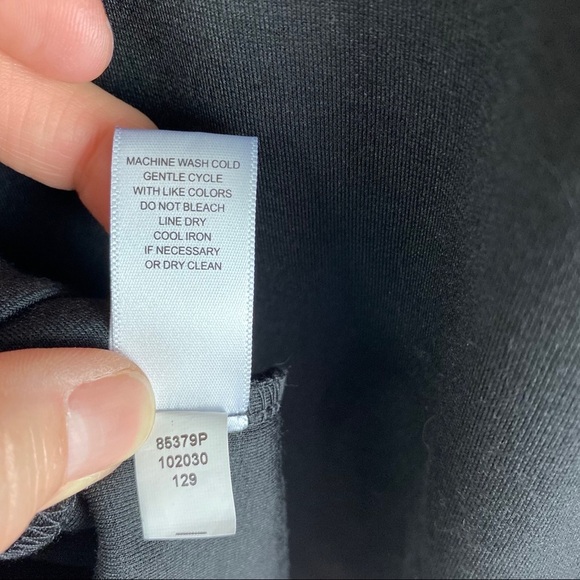 MACHINE WASH COLD
GENTLE CYCLE
WITH LIKE COLORS
DO NOT BLEACH
LINE DRY
COOL IRON
IF NECESSARY
OR DRY CLEAN
85379P
102030
129